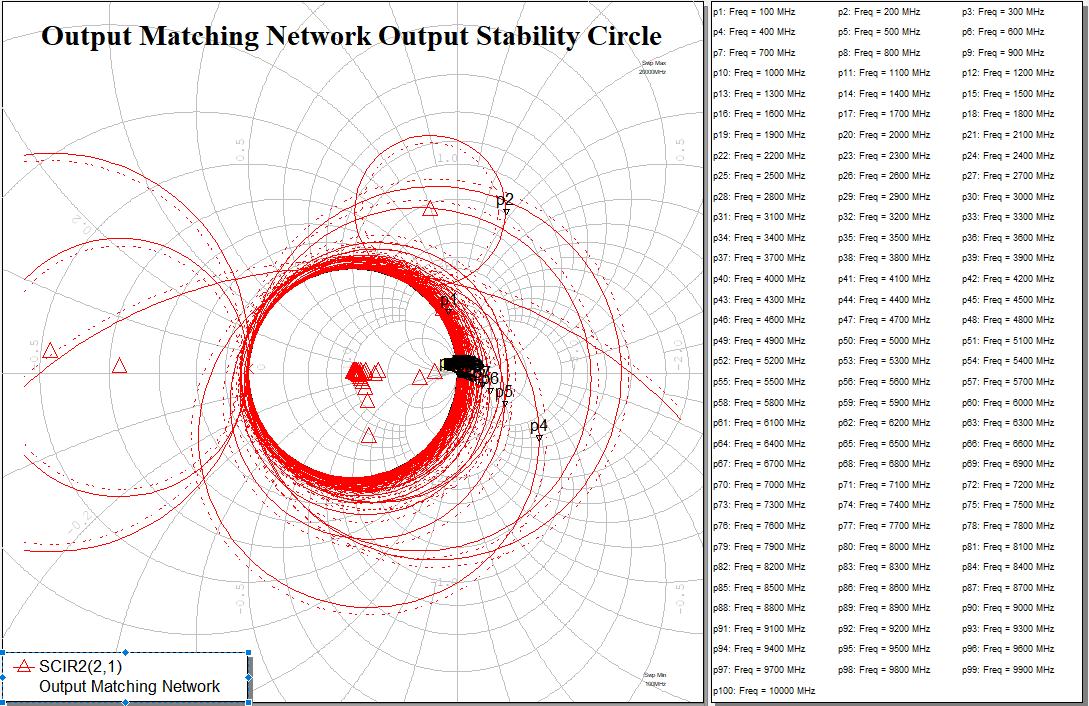 Output Matching Network Output Stability Circle
Swp Max
20000MHz
0.5
1.0
-0.5
p2
p1
-0.5
-2.0
p6
p5
p4
-0.2
-0.5
-1.0
-0.5
Swp Min
100MHz
SCIR2(2,1)
Output Matching Network
p1: Freq = 100 MHz p2: Freq = 200 MHz p3: Freq = 300 MHz
p4: Freq = 400 MHz p5: Freq = 500 MHz p6: Freq = 600 MHz
p7: Freq = 700 MHz p8: Freq = 800 MHz p9: Freq = 900 MHz
p10: Freq = 1000 MHz p11: Freq = 1100 MHz p12: Freq = 1200 MHz
p13: Freq = 1300 MHz p14: Freq = 1400 MHz p15: Freq = 1500 MHz
p16: Freq = 1600 MHz p17: Freq = 1700 MHz p18: Freq = 1800 MHz
p19: Freq = 1900 MHz p20: Freq = 2000 MHz p21: Freq = 2100 MHz
p22: Freq = 2200 MHz p23: Freq = 2300 MHz p24: Freq = 2400 MHz
p25: Freq = 2500 MHz p26: Freq = 2600 MHz p27: Freq = 2700 MHz
p28: Freq = 2800 MHz p29: Freq = 2900 MHz p30: Freq = 3000 MHz
p31: Freq = 3100 MHz p32: Freq = 3200 MHz p33: Freq = 3300 MHz
p34: Freq = 3400 MHz p35: Freq = 3500 MHz p36: Freq = 3600 MHz
p37: Freq = 3700 MHz p38: Freq = 3800 MHz p39: Freq = 3900 MHz
p40: Freq = 4000 MHz p41: Freq = 4100 MHz p42: Freq = 4200 MHz
p43: Freq = 4300 MHz p44: Freq = 4400 MHz p45: Freq = 4500 MHz
p46: Freq = 4600 MHz p47: Freq = 4700 MHz p48: Freq = 4800 MHz
p49: Freq = 4900 MHz p50: Freq = 5000 MHz p51: Freq = 5100 MHz
p52: Freq = 5200 MHz p53: Freq = 5300 MHz p54: Freq = 5400 MHz
p55: Freq = 5500 MHz p56: Freq = 5600 MHz p57: Freq = 5700 MHz
p58: Freq = 5800 MHz p59: Freq = 5900 MHz p60: Freq = 6000 MHz
p61: Freq = 6100 MHz p62: Freq = 6200 MHz p63: Freq = 6300 MHz
p64: Freq = 6400 MHz p65: Freq = 6500 MHz p66: Freq = 6600 MHz
p67: Freq = 6700 MHz p68: Freq = 6800 MHz p69: Freq = 6900 MHz
p70: Freq = 7000 MHz p71: Freq = 7100 MHz p72: Freq = 7200 MHz
p73: Freq = 7300 MHz p74: Freq = 7400 MHz p75: Freq = 7500 MHz
p76: Freq = 7600 MHz p77: Freq = 7700 MHz p78: Freq = 7800 MHz
p79: Freq = 7900 MHz p80: Freq = 8000 MHz p81: Freq = 8100 MHz
p82: Freq = 8200 MHz p83: Freq = 8300 MHz p84: Freq = 8400 MHz
p85: Freq = 8500 MHz p86: Freq = 8600 MHz p87: Freq = 8700 MHz
p88: Freq = 8800 MHz p89: Freq = 8900 MHz p90: Freq = 9000 MHz
p91: Freq = 9100 MHz p92: Freq = 9200 MHz p93: Freq = 9300 MHz
p94: Freq = 9400 MHz p95: Freq = 9500 MHz p96: Freq = 9600 MHz
p97: Freq = 9700 MHz p98: Freq = 9800 MHz p99: Freq = 9900 MHz
p100: Freq = 10000 MHz